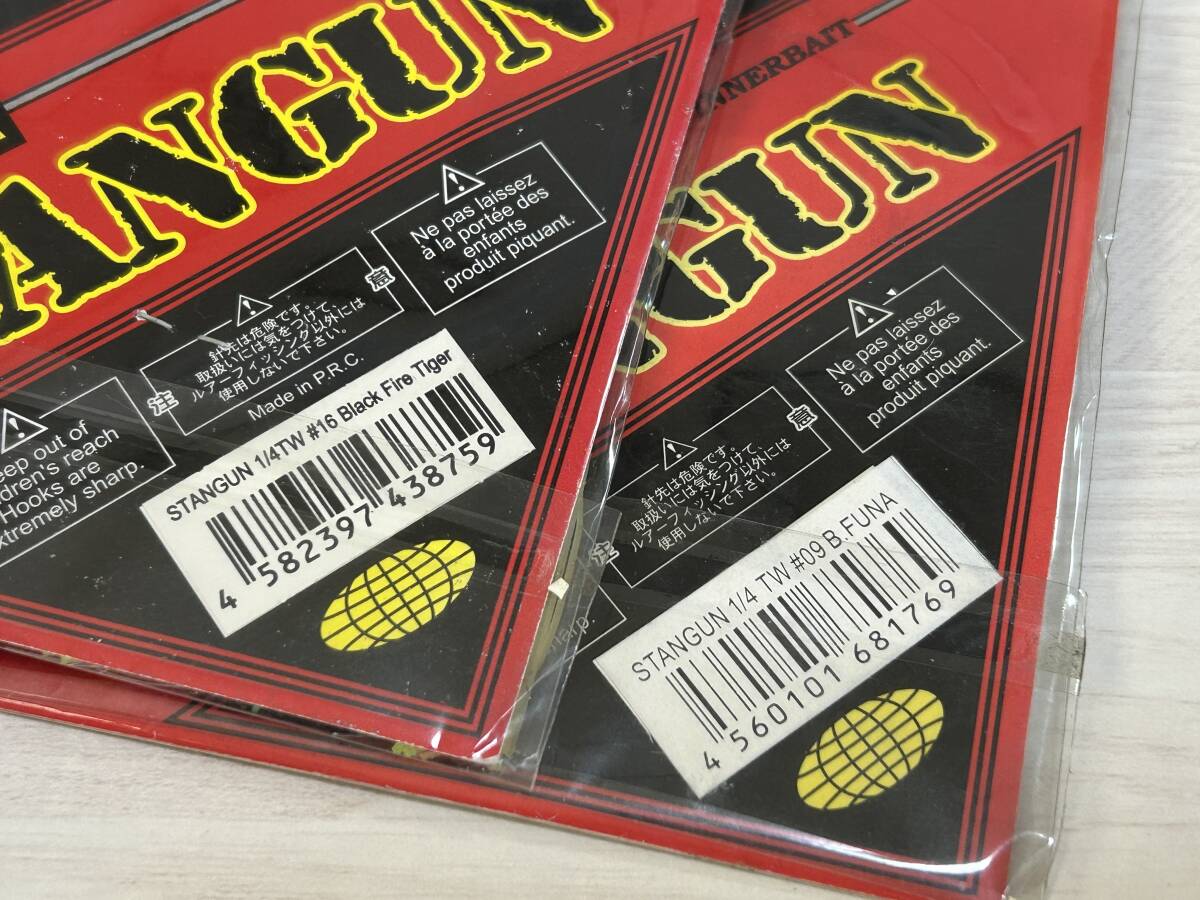 ANGUN
Ne pas laissez
à la portée des
enfants
produit piquant.
針先は危険です。
取扱いには気をつけて、
ルアーフィッシング以外には
使用しないで下さい。
注
意
Made in P.R.C.
eep out of
dren's reach
Hooks are
xtremely sharp.
STANGUN 1/4TW #16 Black Fire Tiger
4 582397 438759
NNERBAIT
GUN
Ne pas laissez
à la portée des
enfants
produit piquant.
針先は危険です。
取扱いには気をつけて、
ルアーフィッシング以外には
使用しないで下さい。
注
意
harp.
STANGUN 1/4 TW #09 B.FUNA
4 560101 681769